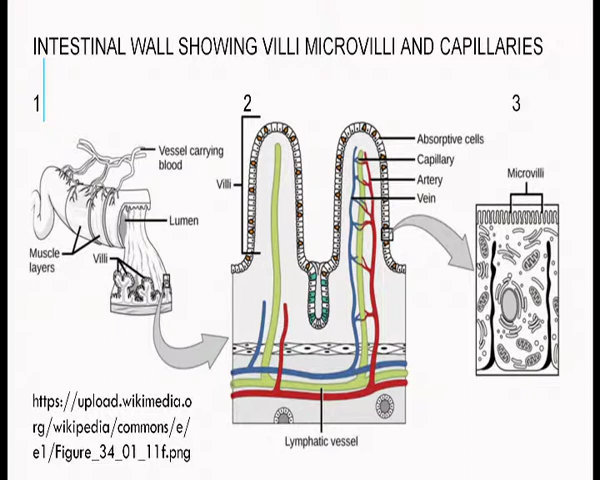 INTESTINAL WALL SHOWING VILLI MICROVILLI AND CAPILLARIES
1
2
3
Vessel carrying
blood
Lumen
Muscle
layers
Villi
Villi
Absorptive cells
Capillary
Artery
Vein
Lymphatic vessel
Microvilli
https://upload.wikimedia.o
rg/wikipedia/commons/e/
e1/Figure_34_01_11f.png